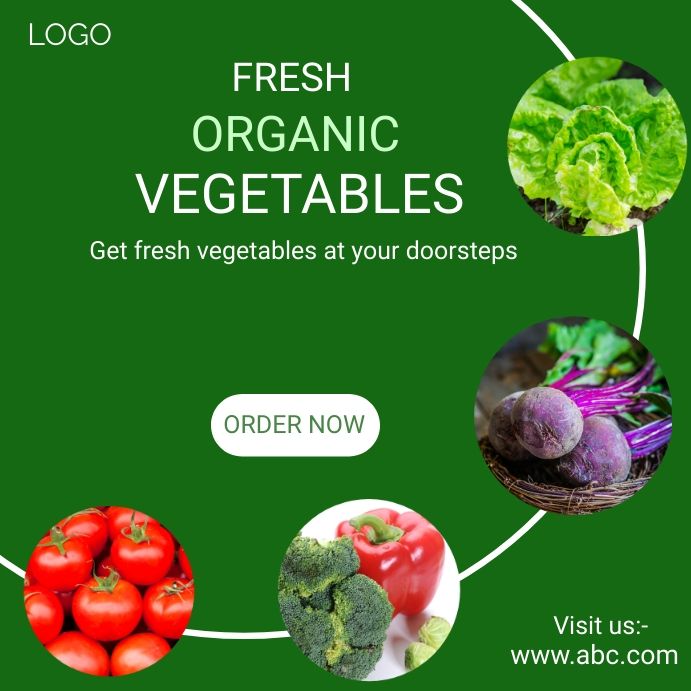 LOGO
FRESH
ORGANIC
VEGETABLES
Get fresh vegetables at your doorsteps
ORDER NOW
Visit us:-
www.abc.com